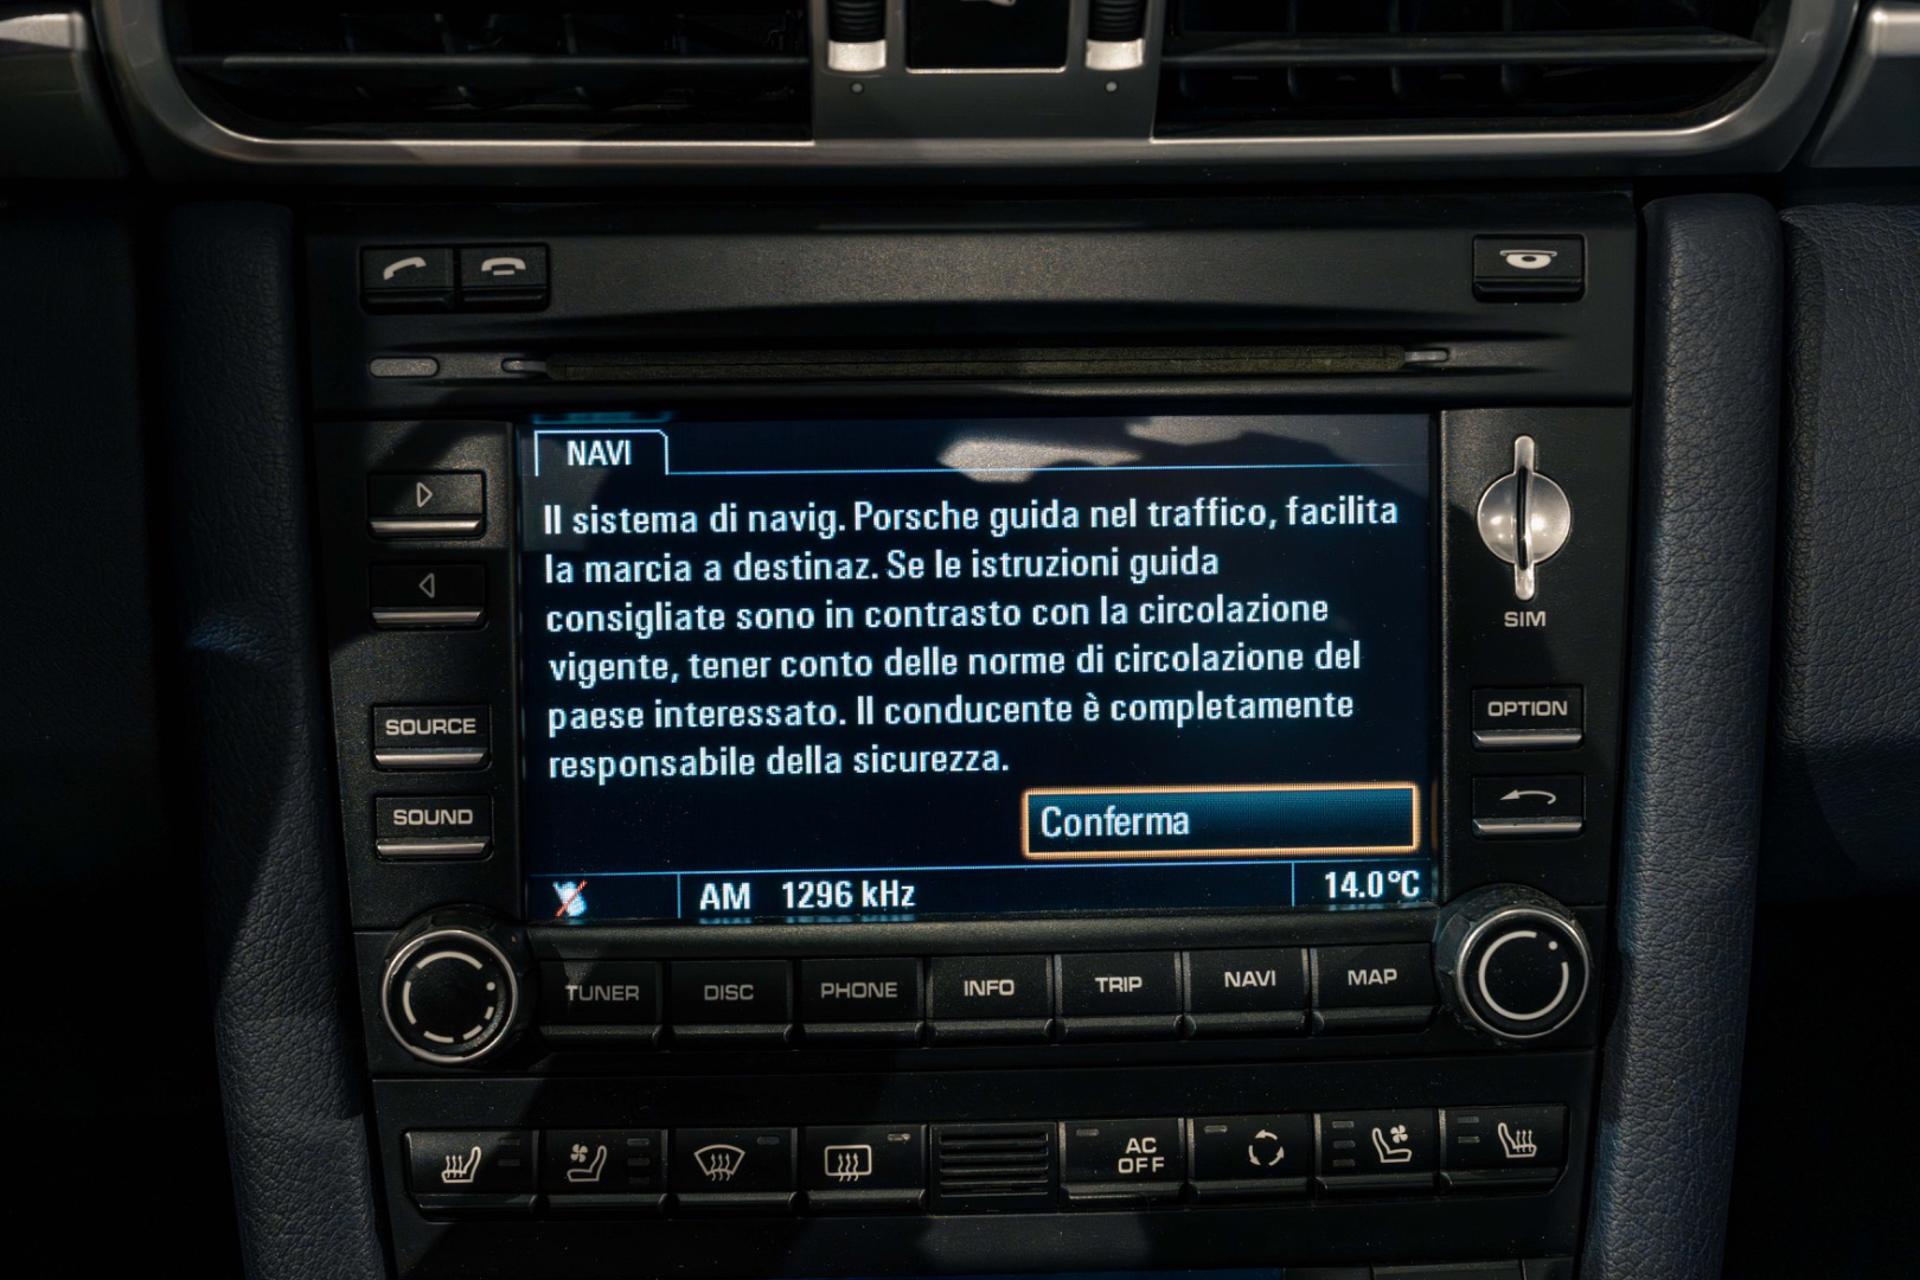 NAVI
Il sistema di navig. Porsche guida nel traffico, facilita
la marcia a destinaz. Se le istruzioni guida
consigliate sono in contrasto con la circolazione
vigente, tener conto delle norme di circolazione del
paese interessato. Il conducente è completamente
responsabile della sicurezza.
Conferma
AM 1296 kHz 14.0°C
SOURCE
SOUND
SIM
OPTION
TUNER DISC PHONE INFO TRIP NAVI MAP
AC
OFF